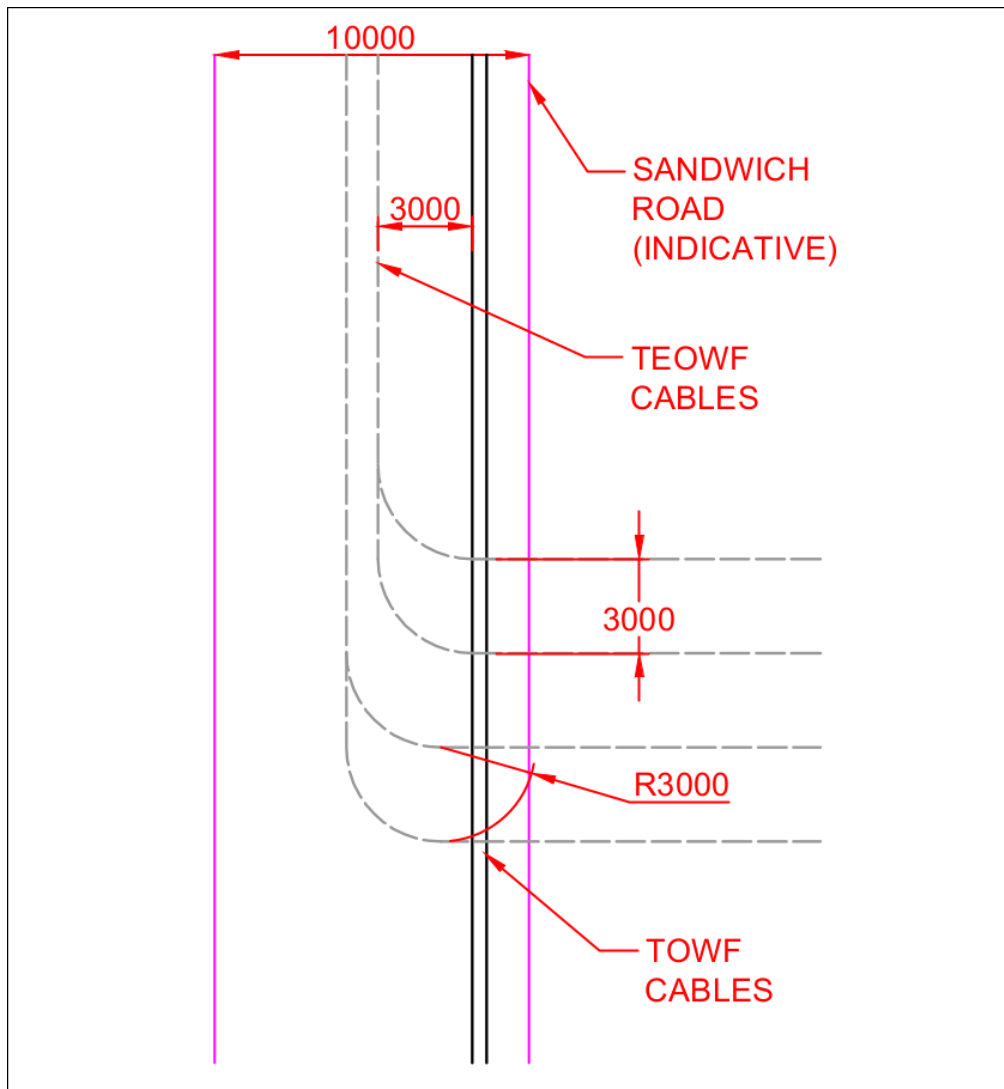 10000
SANDWICH
ROAD
(INDICATIVE)
3000
TEOWF
CABLES
3000
R3000
TOWF
CABLES